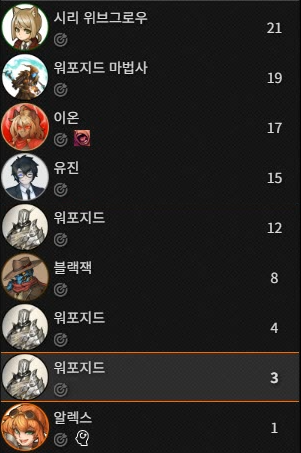 시리 위브그로우 21
워포지드 마법사 19
이온 17
유진 15
워포지드 12
블랙잭 8
워포지드 4
워포지드 3
알렉스 1